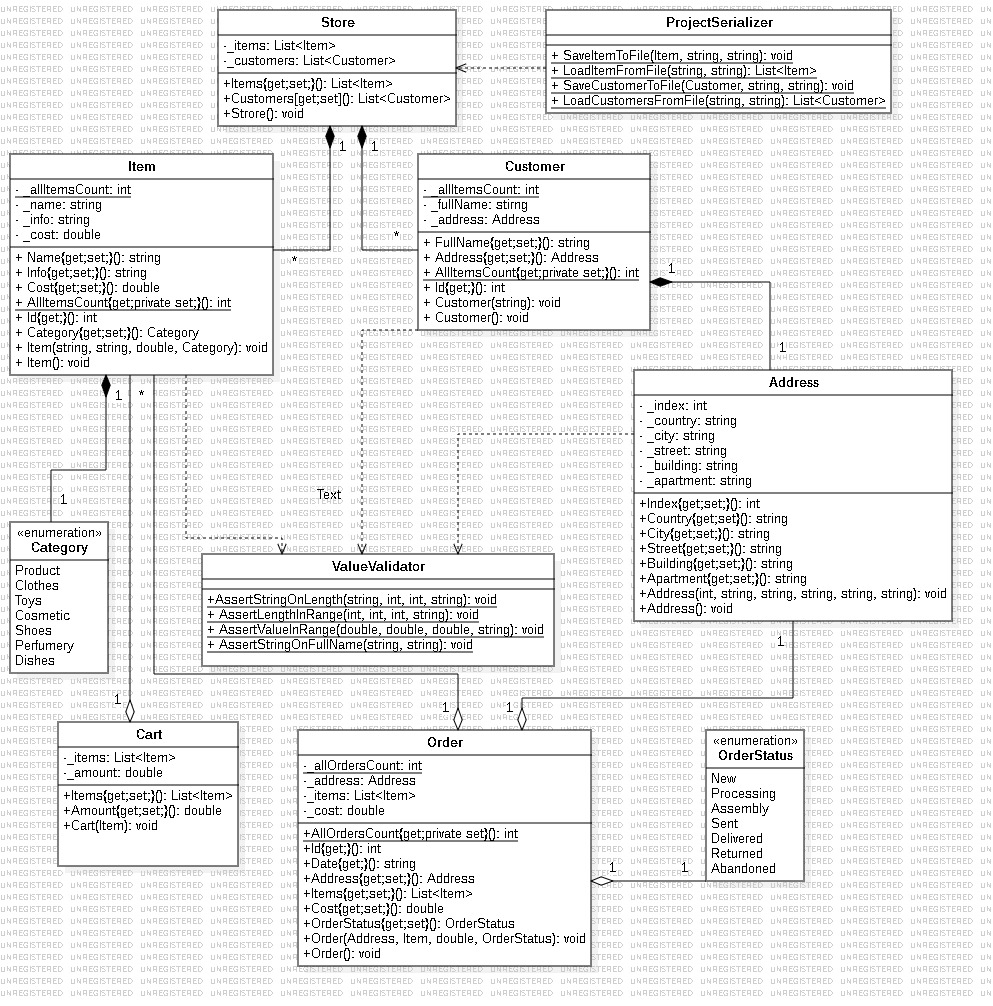 Store
-_items: List<Item>
-_customers: List<Customer>
+Items{get;set;}(): List<Item>
+Customers[get;set](): List<Customer>
+Strore(): void
ProjectSerializer
+ SaveItemToFile(Item, string, string): void
+ LoadItemFromFile(string, string): List<Item>
+ SaveCustomerToFile(Customer, string, string): void
+ LoadCustomersFromFile(string, string): List<Customer>
1
1
Item
- _allItemsCount: int
- _name: string
- _info: string
- _cost: double
+ Name{get;set;}(): string
+ Info{get;set;}(): string
+ Cost{get;set;}(): double
+ AllItemsCount{get;private set;}(): int
+ Id{get;}(): int
+ Category{get;set;}(): Category
+ Item(string, string, double, Category): void
+ Item(): void
*
*
Customer
- _allItemsCount: int
- _fullName: string
- _address: Address
+ FullName{get;set;}(): string
+ Address{get;set;}(): Address
+ AllItemsCount{get;private set;}(): int
+ Id{get;}(): int
+ Customer(string): void
+ Customer(): void
1
1
1
*
Address
- _index: int
- _country: string
- _city: string
- _street: string
- _building: string
- _apartment: string
+Index{get;set;}(): int
+Country{get;set}(): string
+City{get;set;}(): string
+Street{get;set;}(): string
+Building{get;set;}(): string
+Apartment{get;set;}(): string
+Address(int, string, string, string, string, string): void
+Address(): void
Text
1
«enumeration»
Category
Product
Clothes
Toys
Cosmetic
Shoes
Perfumery
Dishes
ValueValidator
+AssertStringOnLength(string, int, int, string): void
+ AssertLengthInRange(int, int, int, string): void
+ AssertValueInRange(double, double, double, string): void
+ AssertStringOnFullName(string, string): void
1
1
1
1
Cart
-_items: List<Item>
-_amount: double
+Items{get;set;}(): List<Item>
+Amount{get;set;}(): double
+Cart(Item): void
Order
-_allOrdersCount: int
-_address: Address
-_items: List<Item>
-_cost: double
+AllOrdersCount{get;private set}(): int
+Id{get;}(): int
+Date{get;}(): string
+Address{get;set;}(): Address
+Items{get;set;}(): List<Item>
+Cost{get;set;}(): double
+OrderStatus{get;set}(): OrderStatus
+Order(Address, Item, double, OrderStatus): void
+Order(): void
1
1
«enumeration»
OrderStatus
New
Processing
Assembly
Sent
Delivered
Returned
Abandoned
UNREGISTERED